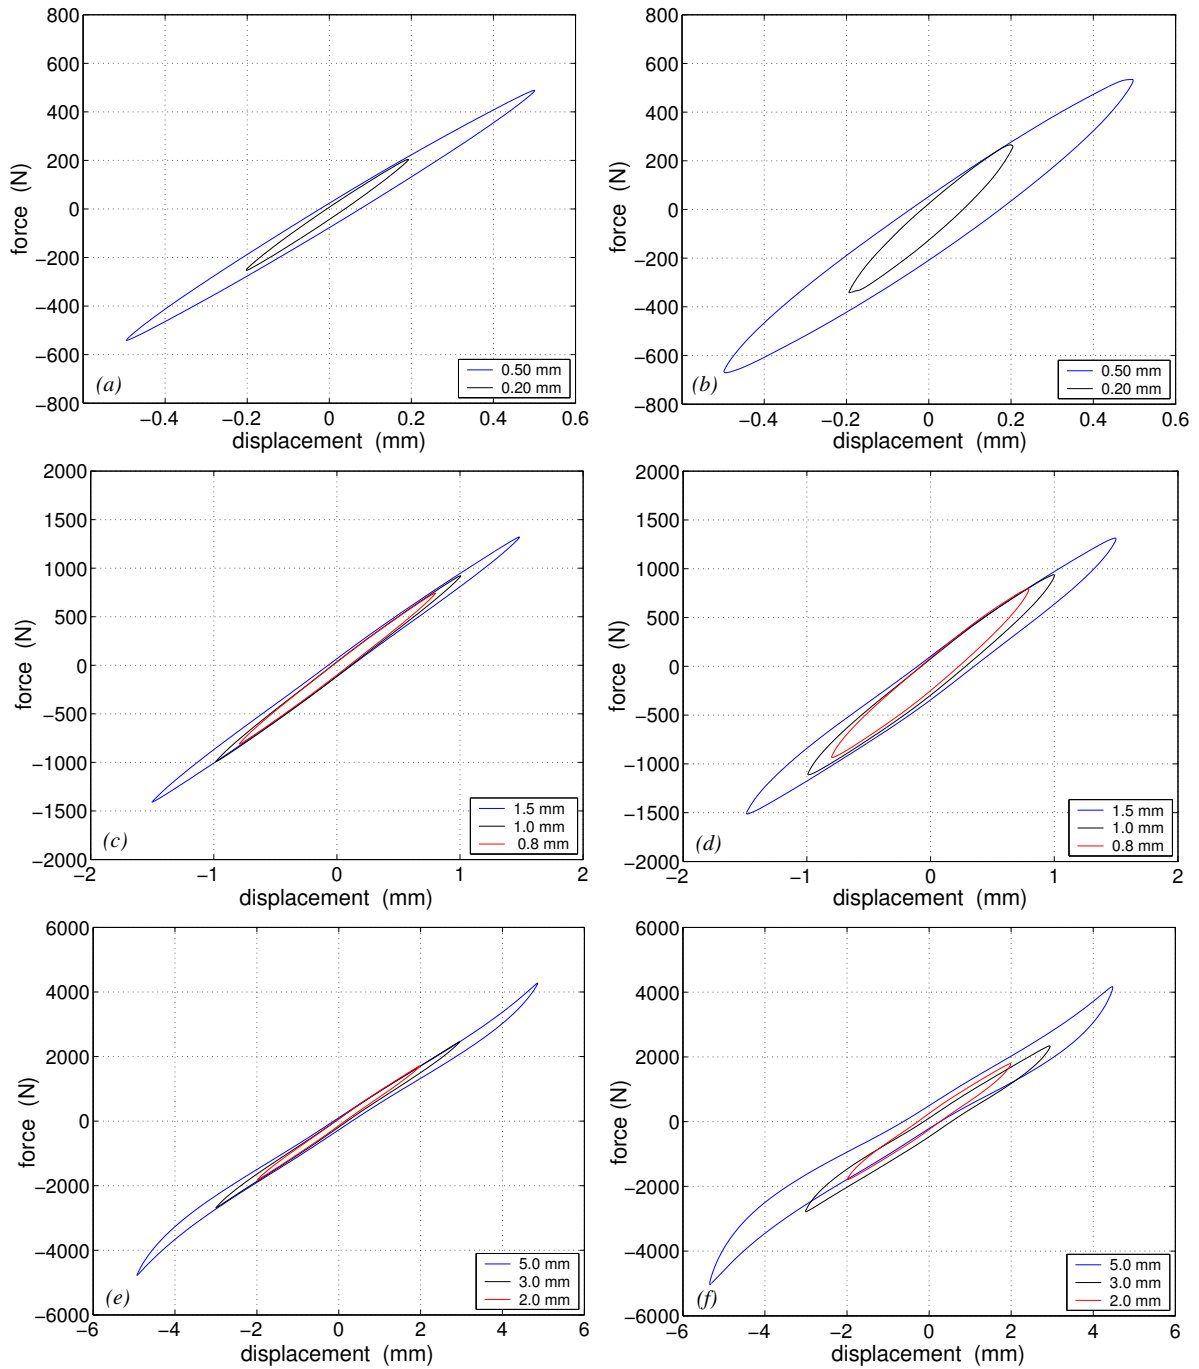 800
600
400
200
0
−200
−400
−600
−800
force (N)
−0.4
−0.2
0
0.2
0.4
0.6
displacement (mm)
(a)
0.50 mm
0.20 mm
800
600
400
200
0
−200
−400
−600
−800
force (N)
−0.4
−0.2
0
0.2
0.4
0.6
displacement (mm)
(b)
0.50 mm
0.20 mm
2000
1500
1000
500
0
−500
−1000
−1500
−2000
force (N)
−2
−1
0
1
2
displacement (mm)
(c)
1.5 mm
1.0 mm
0.8 mm
2000
1500
1000
500
0
−500
−1000
−1500
−2000
force (N)
−2
−1
0
1
2
displacement (mm)
(d)
1.5 mm
1.0 mm
0.8 mm
6000
4000
2000
0
−2000
−4000
−6000
force (N)
−6
−4
−2
0
2
4
6
displacement (mm)
(e)
5.0 mm
3.0 mm
2.0 mm
6000
4000
2000
0
−2000
−4000
−6000
force (N)
−6
−4
−2
0
2
4
6
displacement (mm)
(f)
5.0 mm
3.0 mm
2.0 mm